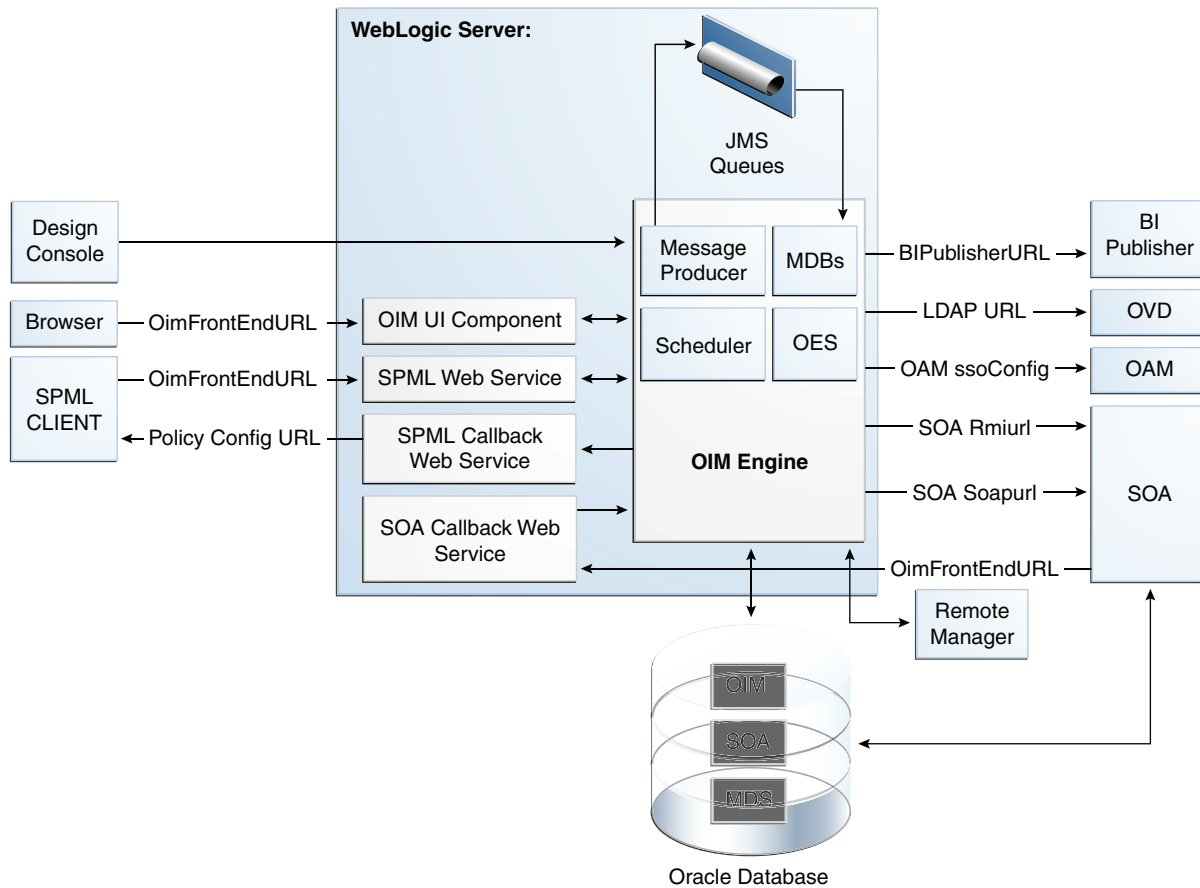 WebLogic Server:
JMS
Queues
Design
Console
Message
Producer
MDBs
BIPublisherURL
BI
Publisher
Browser
OimFrontEndURL
OIM UI Component
Scheduler
OES
LDAP URL
OVD
SPML
CLIENT
OimFrontEndURL
SPML Web Service
OAM ssoConfig
OAM
Policy Config URL
SPML Callback
Web Service
OIM Engine
SOA Rmiurl
SOA Soapurl
SOA
SOA Callback Web
Service
OimFrontEndURL
Remote
Manager
OIM
SOA
MDS
Oracle Database